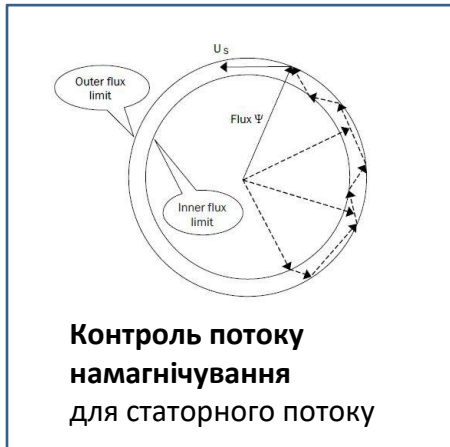 U S
Outer flux
limit
Flux Ψ
Inner flux
limit
Контроль потоку
намагнічування
для статорного потоку